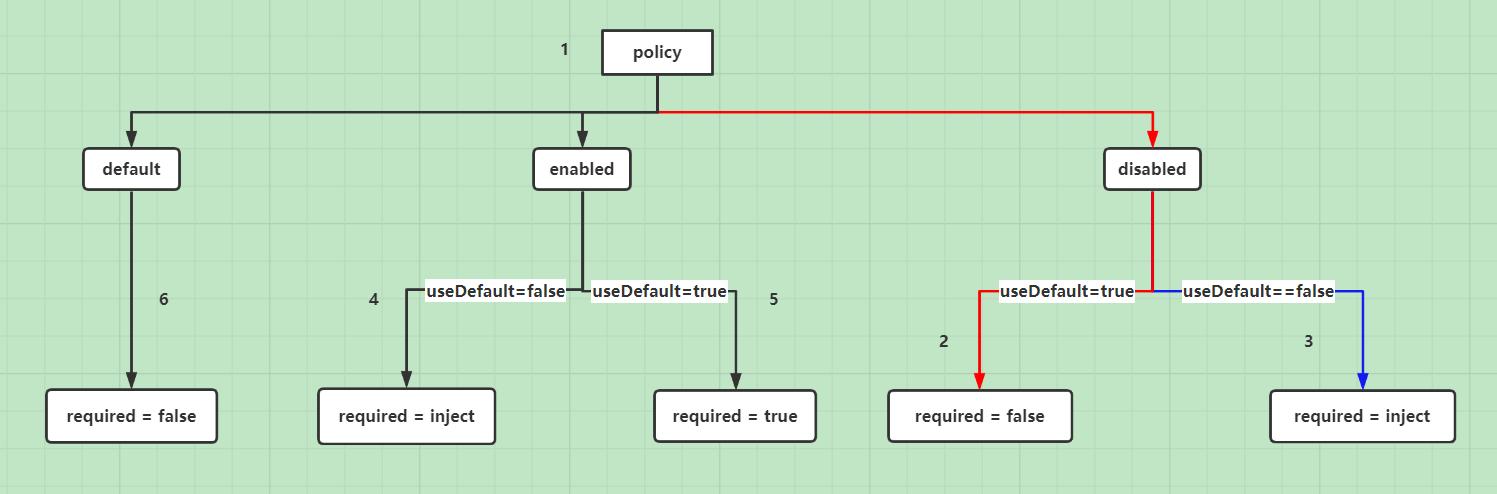 1
policy
default
enabled
disabled
6
4
useDefault=false
useDefault=true
5
useDefault=true
useDefault==false
2
3
required = false
required = inject
required = true
required = false
required = inject